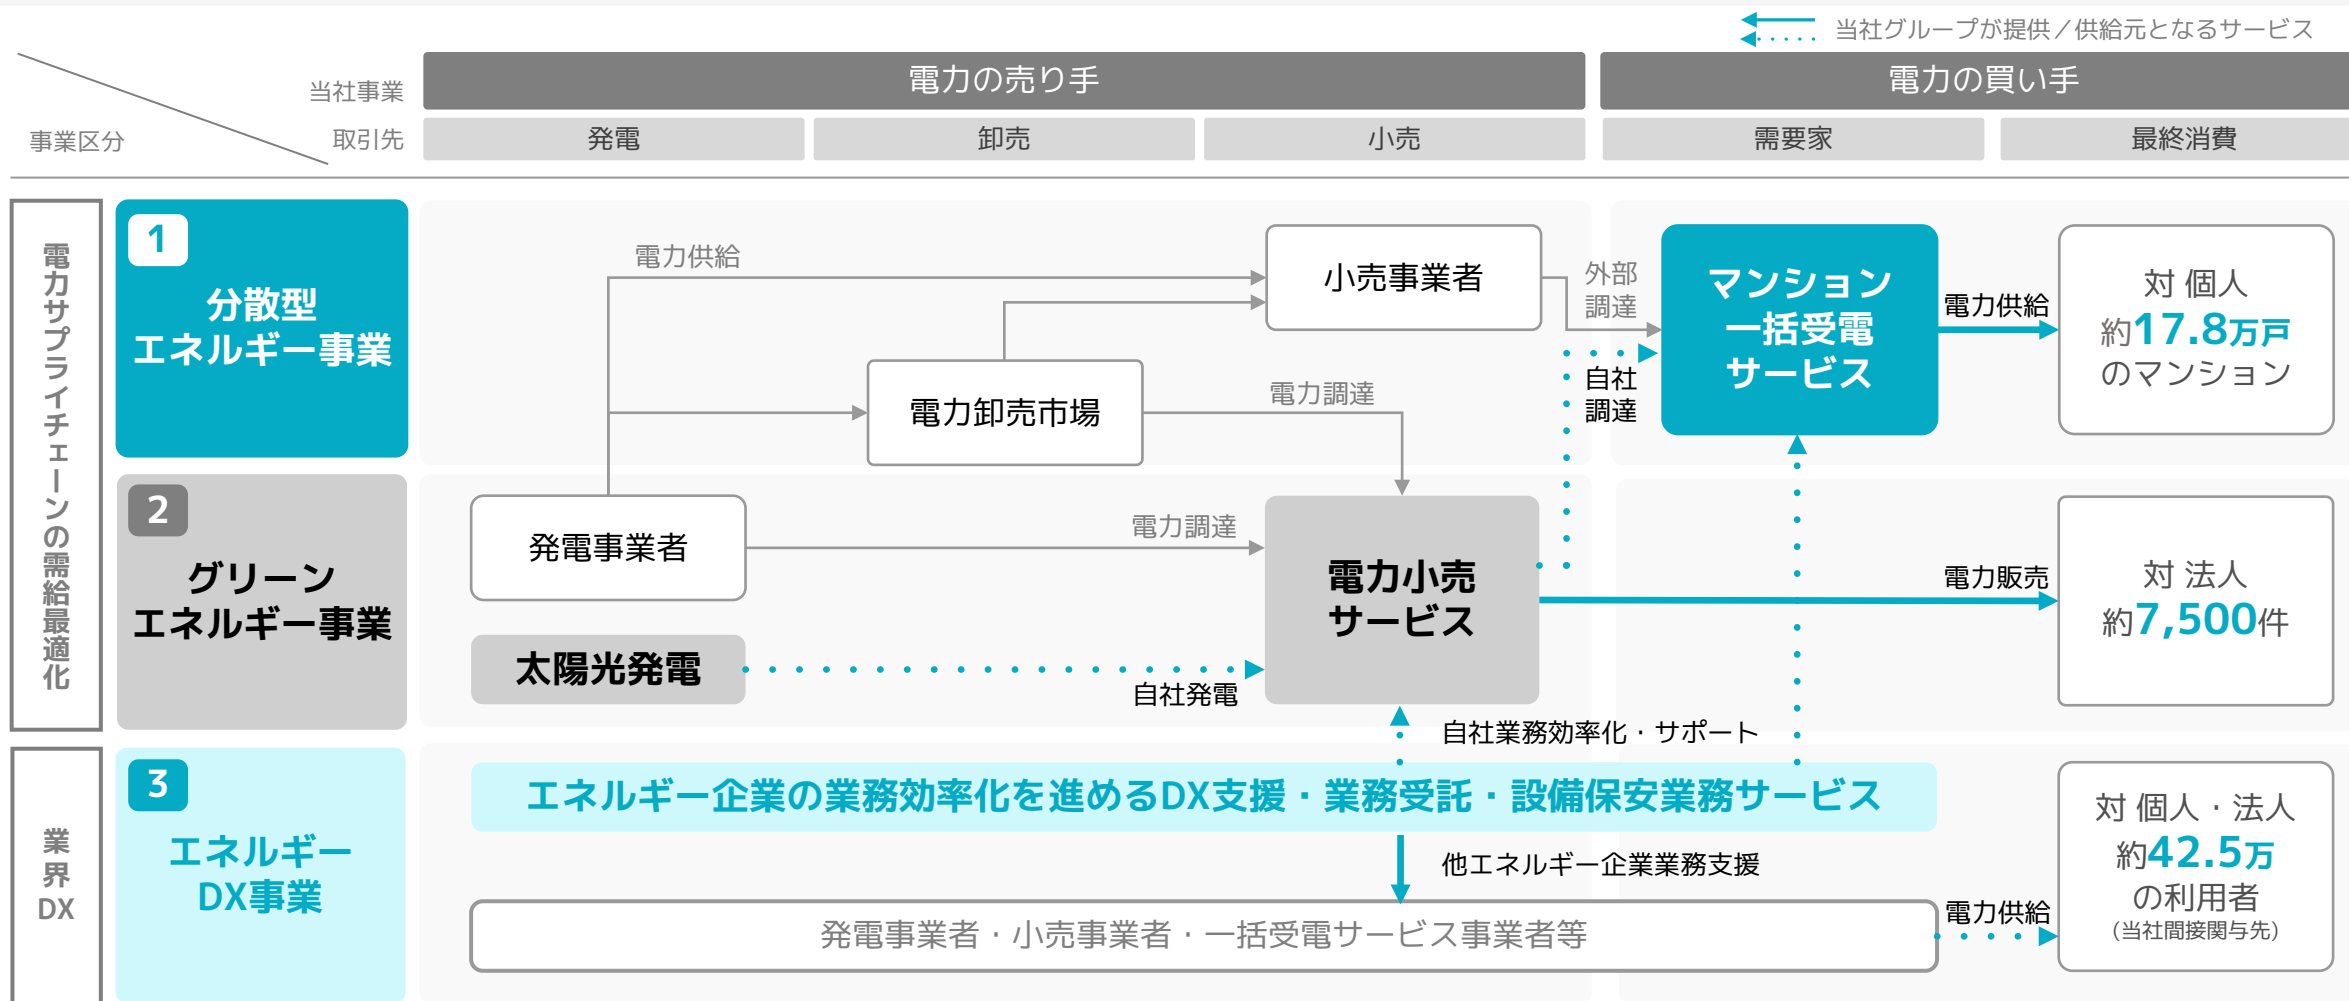 当社グループが提供／供給元となるサービス
当社事業
取引先
事業区分
電力の売り手
電力の買い手
発電
卸売
小売
需要家
最終消費
電力サプライチェーンの需給最適化
1
分散型
エネルギー事業
電力供給
小売事業者
外部
調達
自社
調達
マンション
一括受電
サービス
電力供給
対 個人
約17.8万戸
のマンション
電力卸売市場
電力調達
2
グリーン
エネルギー事業
発電事業者
電力調達
電力小売
サービス
太陽光発電
自社発電
電力販売
対 法人
約7,500件
自社業務効率化・サポート
業界DX
3
エネルギー
DX事業
エネルギー企業の業務効率化を進めるDX支援・業務受託・設備保安業務サービス
他エネルギー企業業務支援
発電事業者・小売事業者・一括受電サービス事業者等
電力供給
対 個人・法人
約42.5万
の利用者
(当社間接関与先)